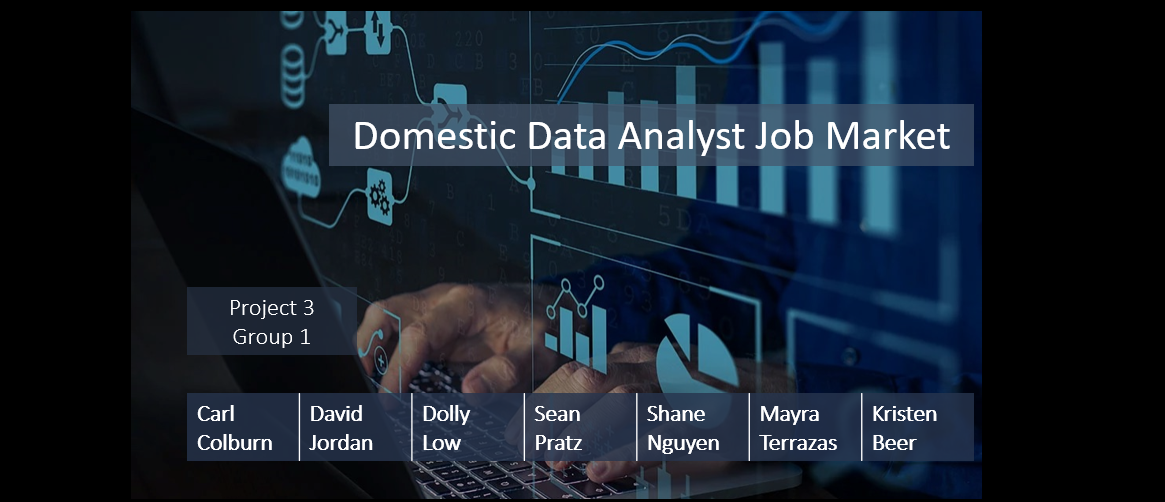 Domestic Data Analyst Job Market
Project 3
Group 1
Carl
Colburn
David
Jordan
Dolly
Low
Sean
Pratz
Shane
Nguyen
Mayra
Terrazas
Kristen
Beer